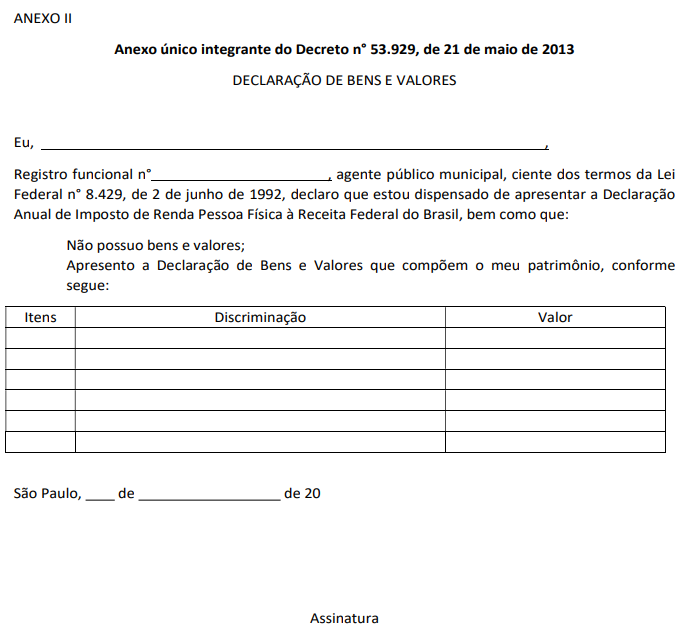 ANEXO II
Anexo único integrante do Decreto n° 53.929, de 21 de maio de 2013
DECLARAÇÃO DE BENS E VALORES
Eu, ________________________________________________________________,
Registro funcional n°_______________________, agente público municipal, ciente dos termos da Lei
Federal n° 8.429, de 2 de junho de 1992, declaro que estou dispensado de apresentar a Declaração
Anual de Imposto de Renda Pessoa Física à Receita Federal do Brasil, bem como que:
Não possuo bens e valores;
Apresento a Declaração de Bens e Valores que compõem o meu patrimônio, conforme
segue:
Itens Discriminação Valor
São Paulo, ____ de ___________________ de 20
Assinatura